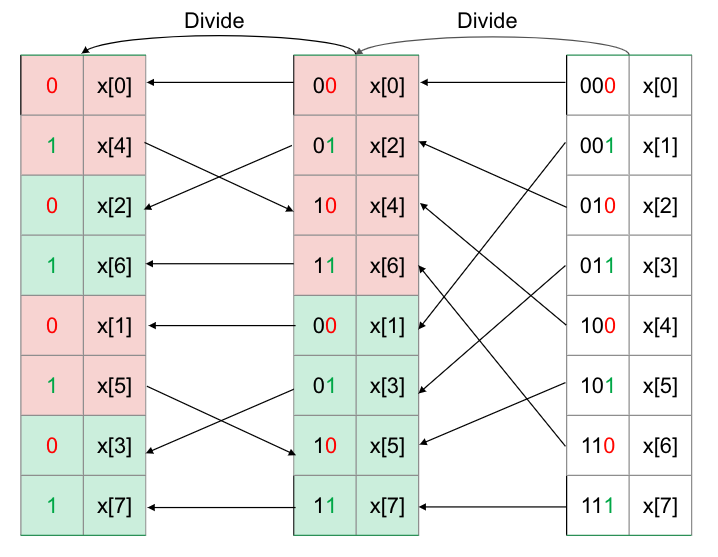 Divide Divide
0 x[0] 00 x[0] 000 x[0]
1 x[4] 01 x[2] 001 x[1]
0 x[2] 10 x[4] 010 x[2]
1 x[6] 11 x[6] 011 x[3]
0 x[1] 00 x[1] 100 x[4]
1 x[5] 01 x[3] 101 x[5]
0 x[3] 10 x[5] 110 x[6]
1 x[7] 11 x[7] 111 x[7]